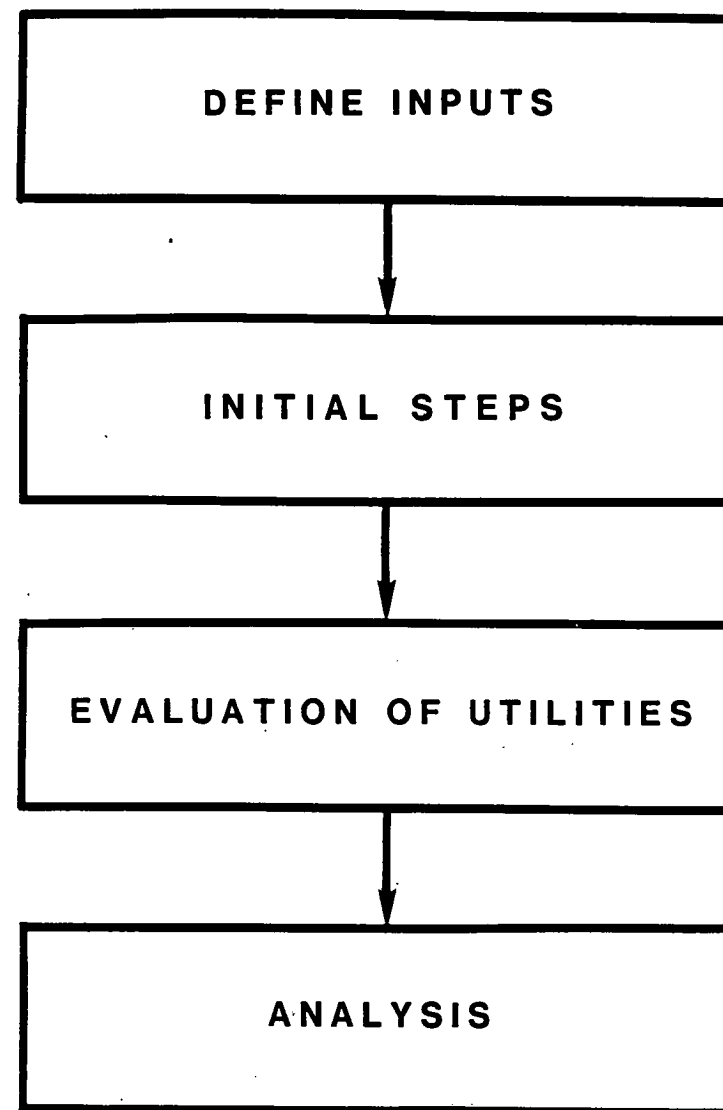 DEFINE INPUTS
INITIAL STEPS
EVALUATION OF UTILITIES
ANALYSIS